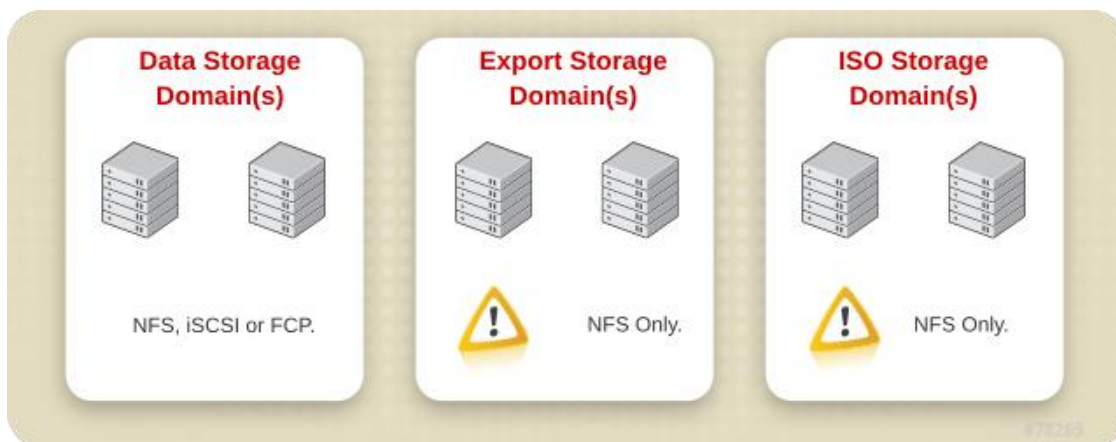 Data Storage
Domain(s)
Export Storage
Domain(s)
ISO Storage
Domain(s)
NFS, iSCSI or FCP.
NFS Only.
NFS Only.